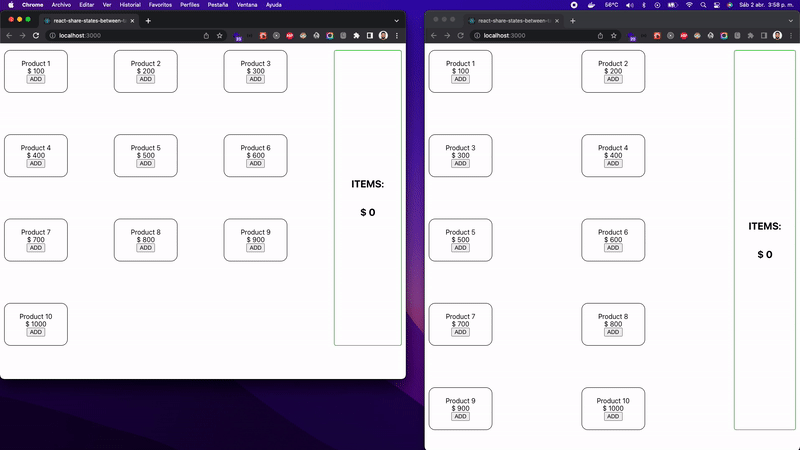 Chrome Archivo Editar Ver Historial Favoritos Perfiles Pestaña Ventana Ayuda
56°C
Sáb 2 abr. 3:58 p. m.
react-share-states-between-t
localhost:3000
Product 1
$ 100
ADD
Product 2
$ 200
ADD
Product 3
$ 300
ADD
Product 4
$ 400
ADD
Product 5
$ 500
ADD
Product 6
$ 600
ADD
Product 7
$ 700
ADD
Product 8
$ 800
ADD
Product 9
$ 900
ADD
Product 10
$ 1000
ADD
ITEMS:
$ 0
react-share-states-between-t
localhost:3000
Product 1
$ 100
ADD
Product 2
$ 200
ADD
Product 3
$ 300
ADD
Product 4
$ 400
ADD
Product 5
$ 500
ADD
Product 6
$ 600
ADD
Product 7
$ 700
ADD
Product 8
$ 800
ADD
Product 9
$ 900
ADD
Product 10
$ 1000
ADD
ITEMS:
$ 0